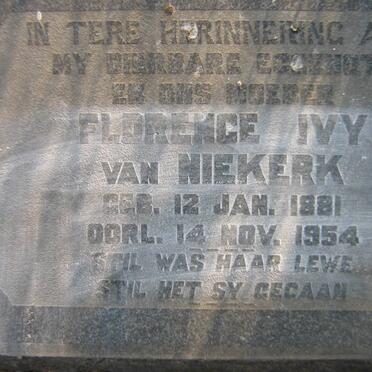 IN TERE HERINNERING A
MY DIERBARE EGGENOOT
EN ONS MOEDER
FLORENCE IVY
VAN NIEKERK
GEB. 12 JAN. 1881
OORL. 14 NOV. 1954
STIL WAS HAAR LEWE
STIL HET SY GEGAAN